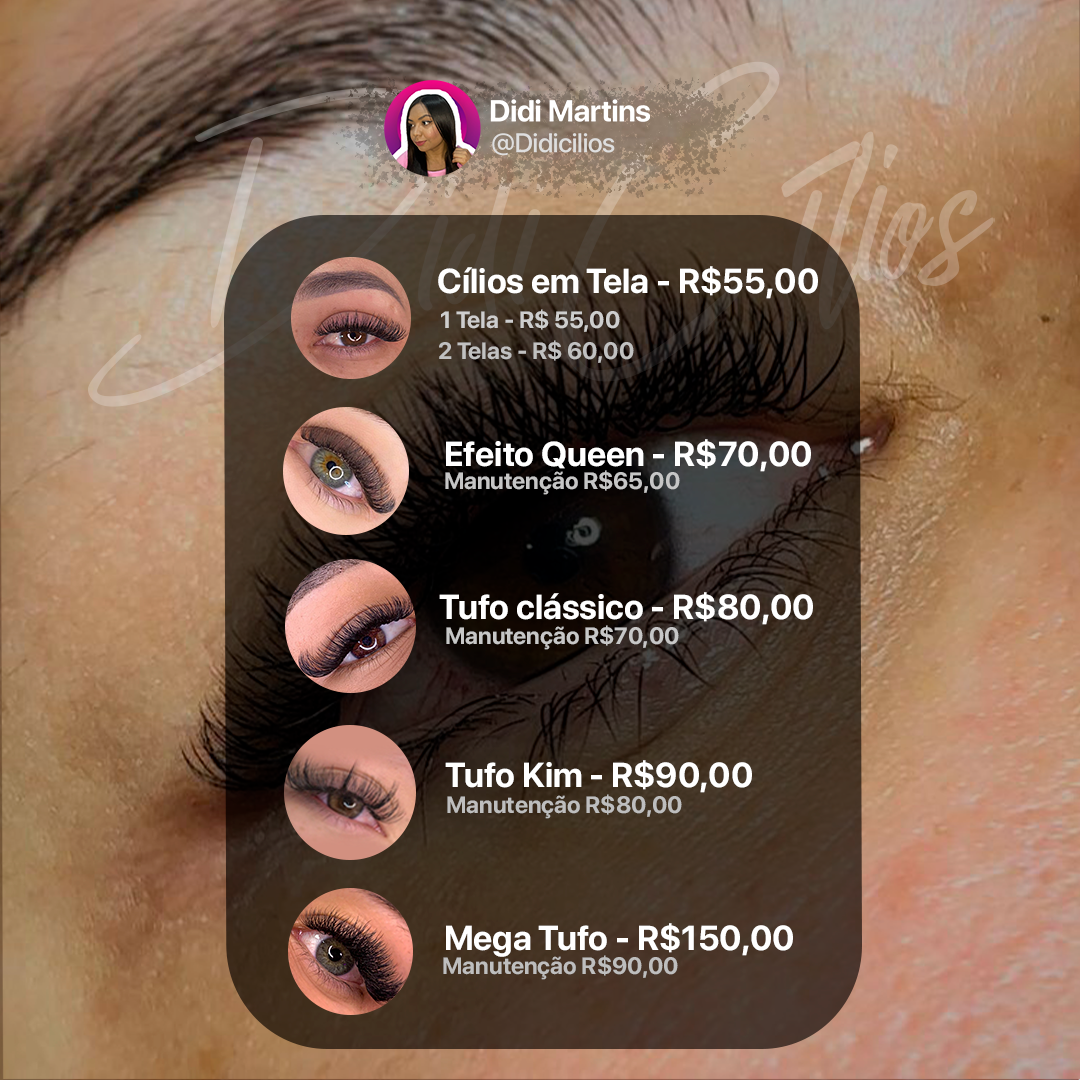 Didi Martins
@Didicilios
Didi Cílios
Cílios em Tela - R$55,00
1 Tela - R$ 55,00
2 Telas - R$ 60,00
Efeito Queen - R$70,00
Manutenção R$65,00
Tufo clássico - R$80,00
Manutenção R$70,00
Tufo Kim - R$90,00
Manutenção R$80,00
Mega Tufo - R$150,00
Manutenção R$90,00